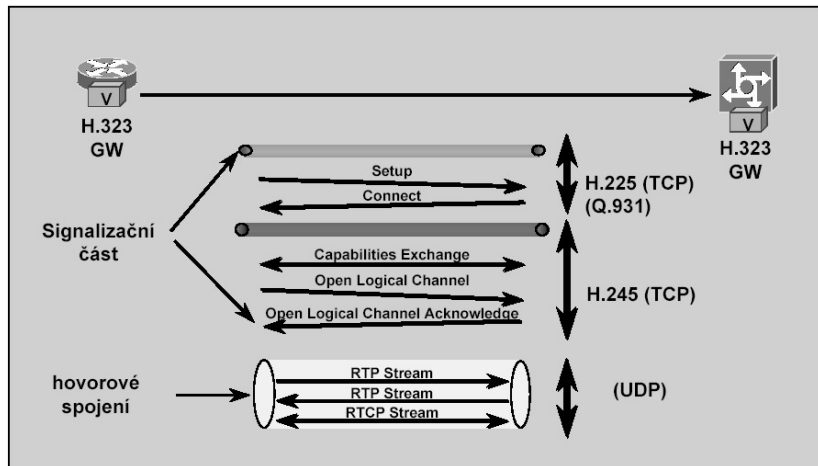 V
H.323
GW
V
H.323
GW
Setup
Connect
H.225 (TCP)
(Q.931)
Signalizační
část
Capabilities Exchange
Open Logical Channel
Open Logical Channel Acknowledge
H.245 (TCP)
hovorové
spojení
RTP Stream
RTP Stream
RTCP Stream
(UDP)